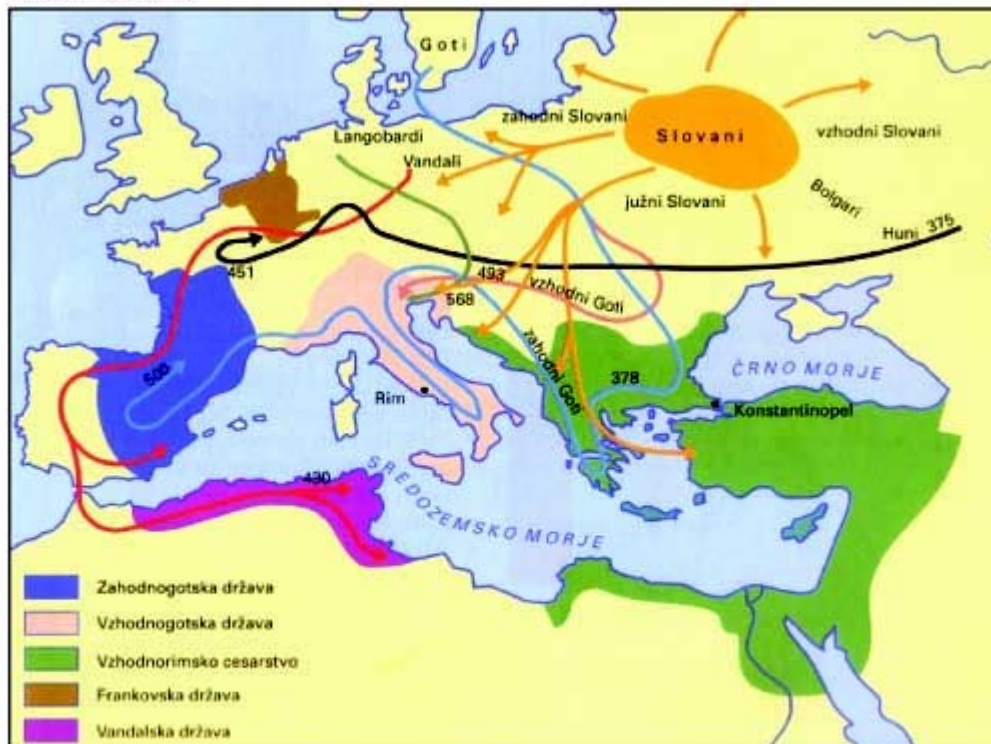 Goti
Langobardi
Vandali
zahodni Slovani
Slovani
vzhodni Slovani
južni Slovani
Bolgari
Huni 375
451
493
568
vzhodni Goti
zahodni Goti
378
ČRNO MORJE
500
Rim
Konstantinopel
430
SREDOZEMSKO MORJE
Zahodnogotska država
Vzhodnogotska država
Vzhodnorimsko cesarstvo
Frankovska država
Vandalska država